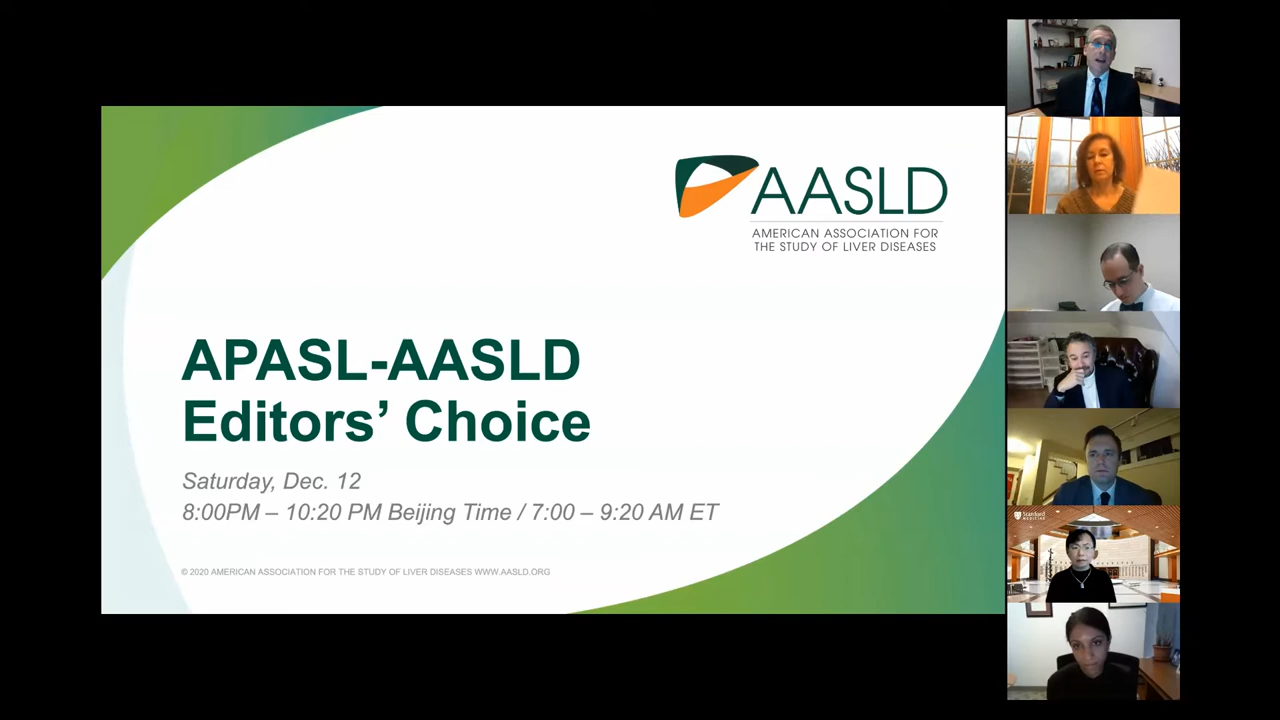 AASLD
AMERICAN ASSOCIATION FOR
THE STUDY OF LIVER DISEASES
APASL-AASLD
Editors’ Choice
Saturday, Dec. 12
8:00PM – 10:20 PM Beijing Time / 7:00 – 9:20 AM ET
© 2020 AMERICAN ASSOCIATION FOR THE STUDY OF LIVER DISEASES WWW.AASLD.ORG
Stanford
MEDICINE